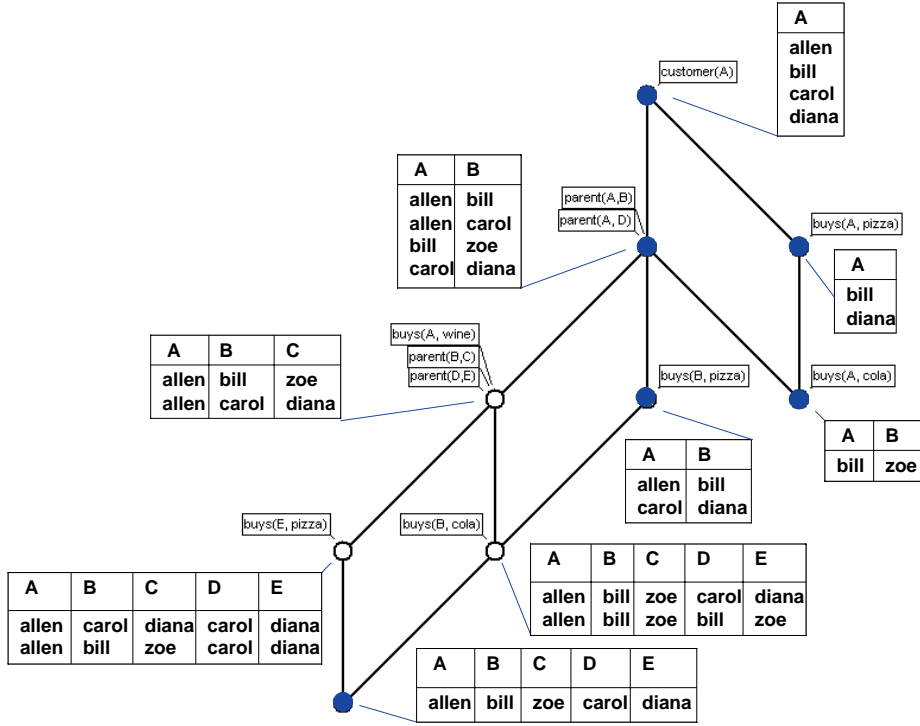 A
allen
bill
carol
diana
customer(A)
A B
allen bill
allen carol
bill zoe
carol diana
parent(A,B)
parent(A, D)
buys(A, pizza)
A
bill
diana
buys(A, wine)
parent(B,C)
parent(D,E)
A B C
allen bill zoe
allen carol diana
buys(B, pizza)
buys(A, cola)
A B
bill zoe
A B
allen bill
carol diana
buys(E, pizza)
buys(B, cola)
A B C D E
allen bill zoe carol diana
allen bill zoe bill zoe
A B C D E
allen carol diana carol diana
allen bill zoe carol diana
A B C D E
allen bill zoe carol diana